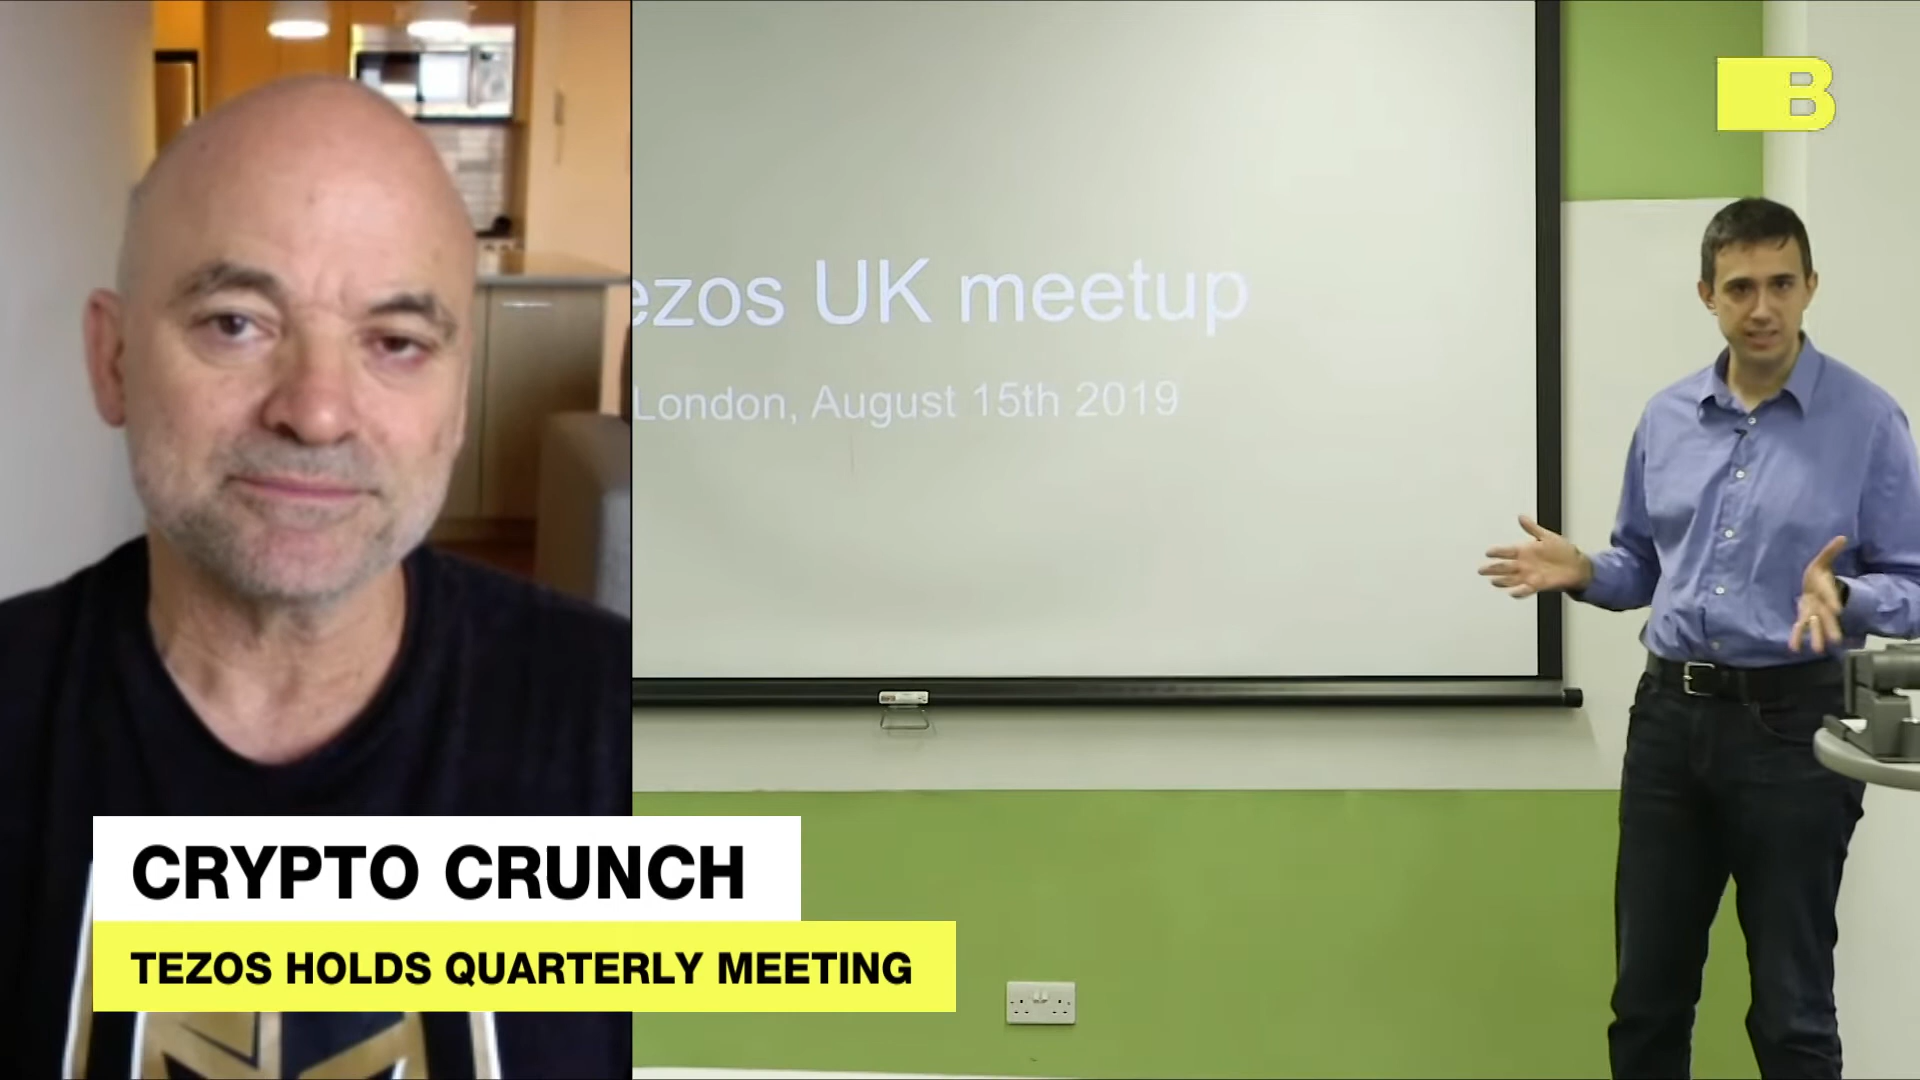 B
ezos UK meetup
London, August 15th 2019
CRYPTO CRUNCH
TEZOS HOLDS QUARTERLY MEETING